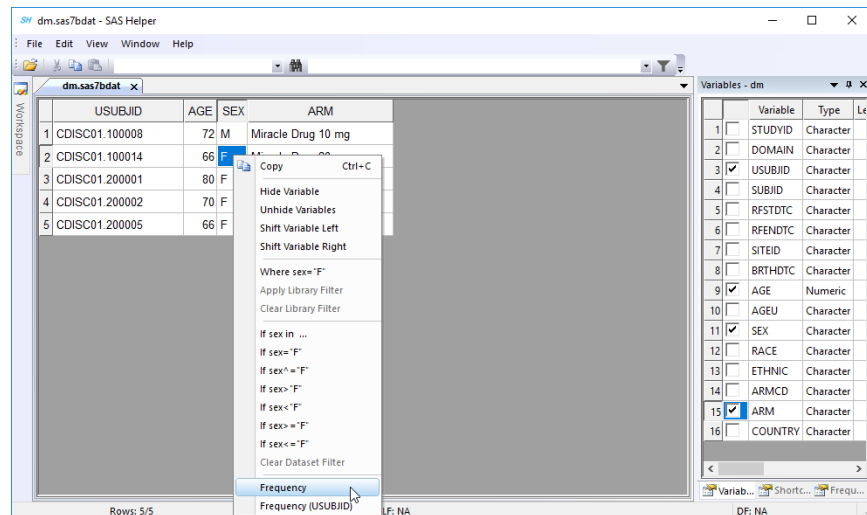 SH dm.sas7bdat - SAS Helper
File Edit View Window Help
dm.sas7bdat x
Workspace
USUBJID AGE SEX ARM
1 CDISC01.100008 72 M Miracle Drug 10 mg
2 CDISC01.100014 66 F
3 CDISC01.200001 80 F
4 CDISC01.200002 70 F
5 CDISC01.200005 66 F
Copy Ctrl+C
Hide Variable
Unhide Variables
Shift Variable Left
Shift Variable Right
Where sex="F"
Apply Library Filter
Clear Library Filter
If sex in ...
If sex="F"
If sex^="F"
If sex>"F"
If sex<"F"
If sex>="F"
If sex<="F"
Clear Dataset Filter
Frequency
Frequency (USUBJID)
Variables - dm
Variable Type Le
1 STUDYID Character
2 DOMAIN Character
3 USUBJID Character
4 SUBJID Character
5 RFSTDTC Character
6 RFENDTC Character
7 SITEID Character
8 BRTHDTC Character
9 AGE Numeric
10 AGEU Character
11 SEX Character
12 RACE Character
13 ETHNIC Character
14 ARMCD Character
15 ARM Character
16 COUNTRY Character
Variab... Shortc... Frequ...
Rows: 5/5 LF: NA DF: NA